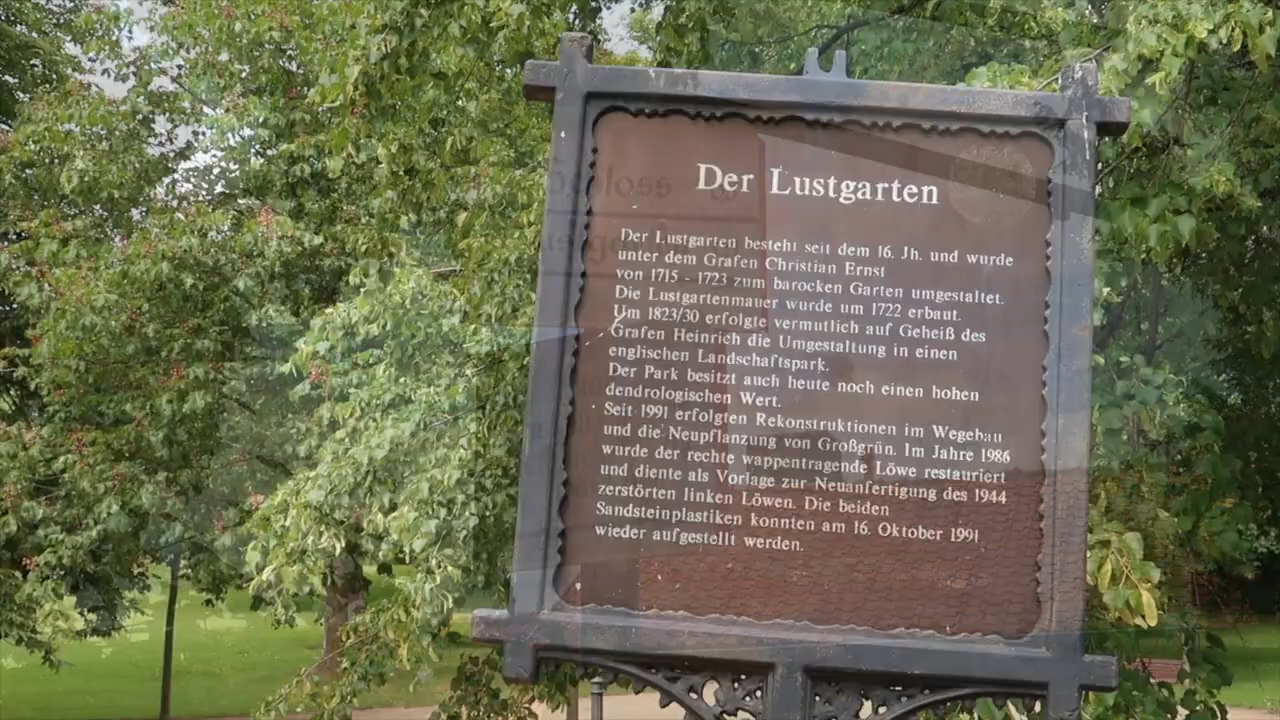 Der Lustgarten
Der Lustgarten besteht seit dem 16. Jh. und wurde
unter dem Grafen Christian Ernst
von 1715 - 1723 zum barocken Garten umgestaltet.
Die Lustgartenmauer wurde um 1722 erbaut.
Um 1823/30 erfolgte vermutlich auf Geheiß des
Grafen Heinrich die Umgestaltung in einen
englischen Landschaftspark.
Der Park besitzt auch heute noch einen hohen
dendrologischen Wert.
Seit 1991 erfolgten Rekonstruktionen im Wegebau
und die Neupflanzung von Großgrün. Im Jahre 1986
wurde der rechte wappentragende Löwe restauriert
und diente als Vorlage zur Neuanfertigung des 1944
zerstörten linken Löwen. Die beiden
Sandsteinplastiken konnten am 16. Oktober 1991
wieder aufgestellt werden.